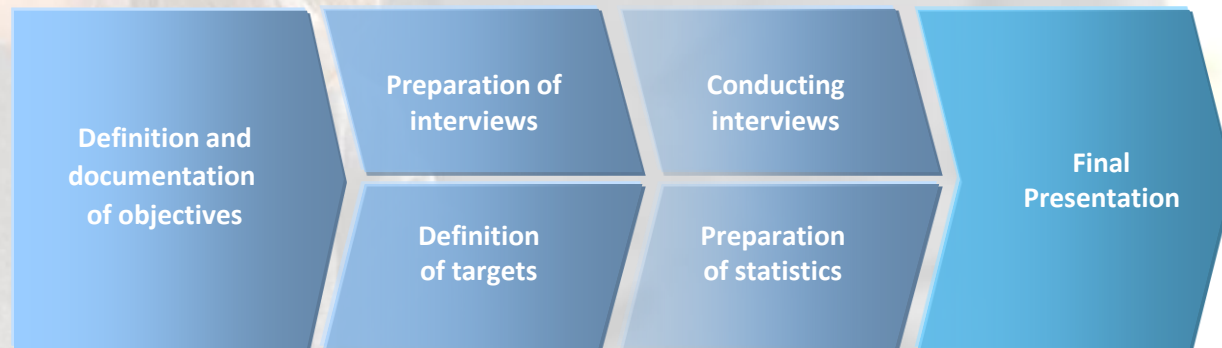 Definition and
documentation
of objectives
Preparation of
interviews
Definition
of targets
Conducting
interviews
Preparation
of statistics
Final
Presentation